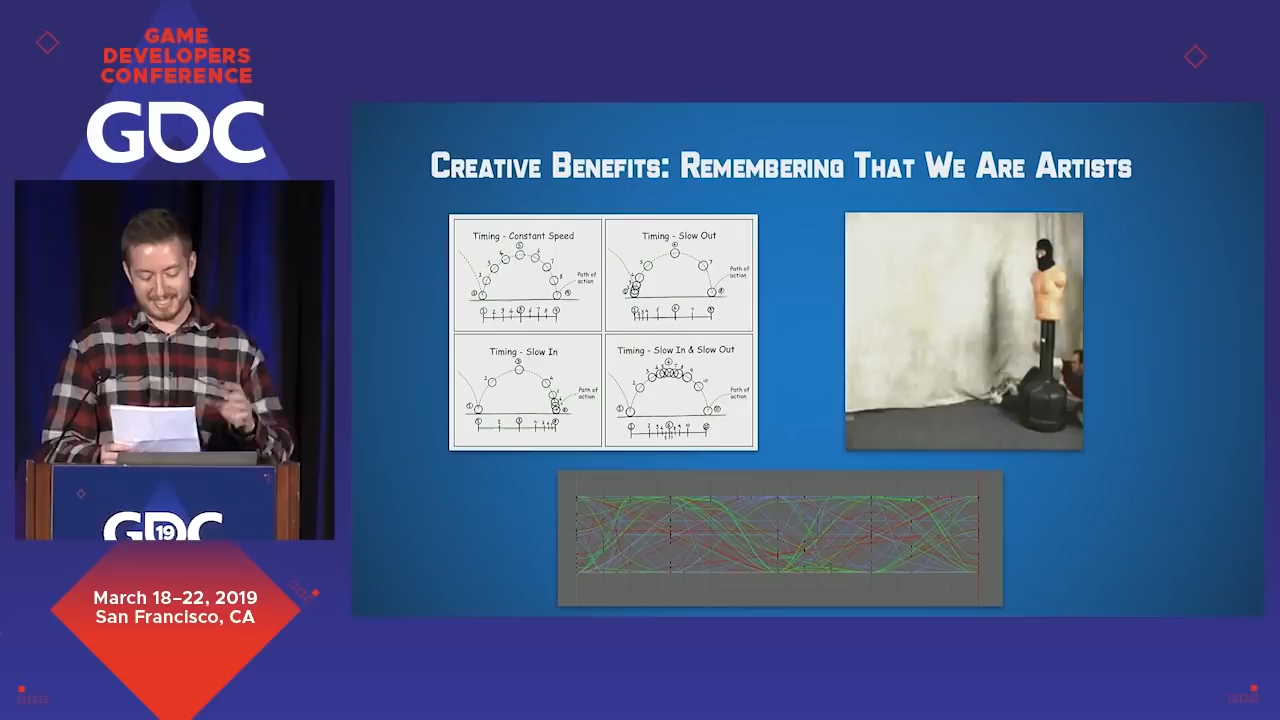 GAME
DEVELOPERS
CONFERENCE
GDC
Creative Benefits: Remembering That We Are Artists
Timing - Constant Speed
Path of
action
Timing - Slow Out
Path of
action
Timing - Slow In
Path of
action
Timing - Slow In & Slow Out
Path of
action
GDC
19
March 18–22, 2019
San Francisco, CA